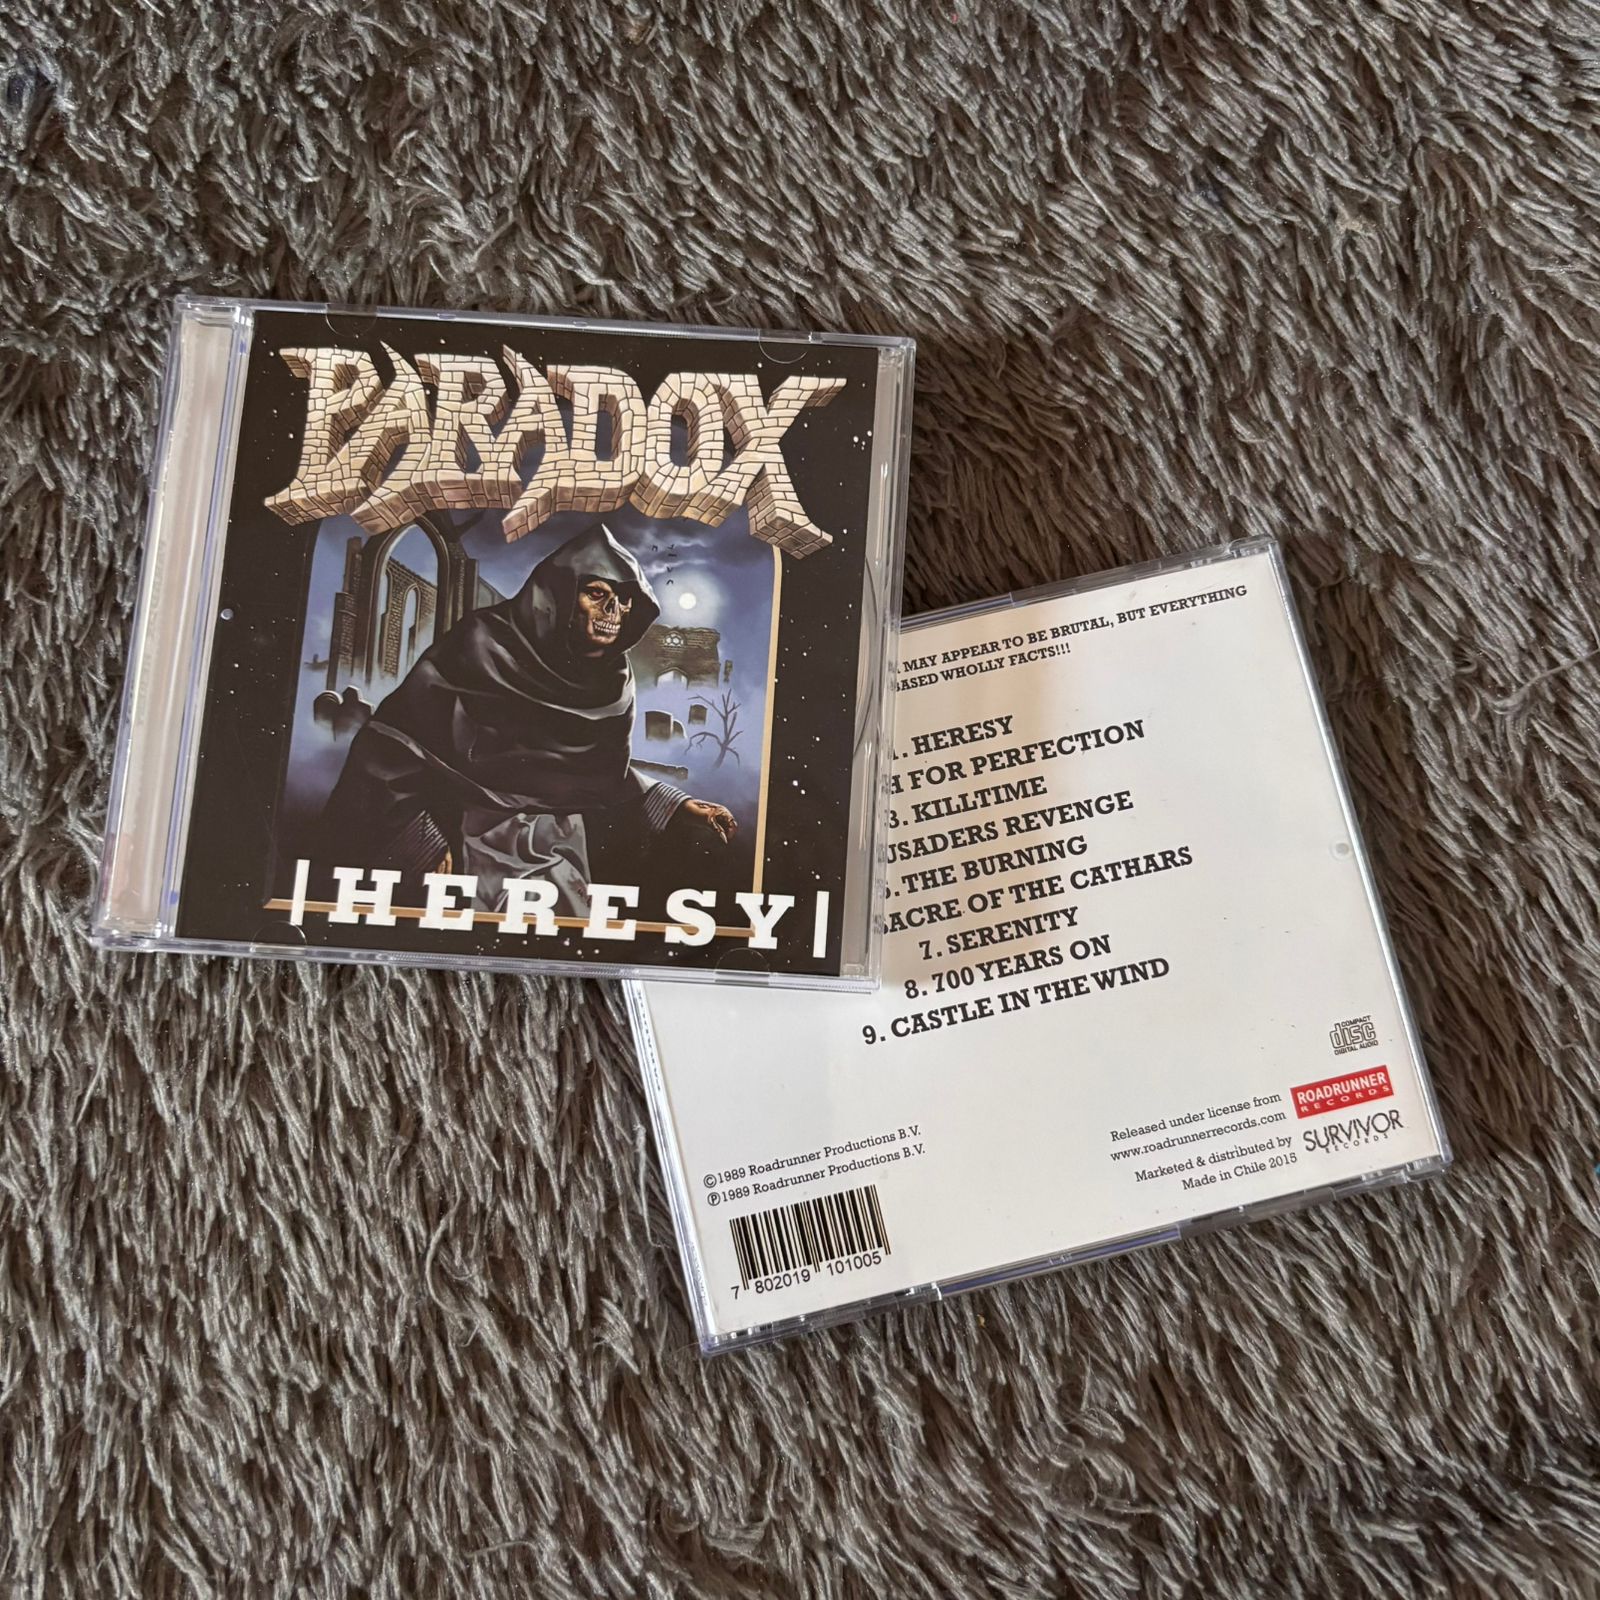 PARADOX
|HERESY|
MAY APPEAR TO BE BRUTAL, BUT EVERYTHING
BASED WHOLLY FACTS!!!
1. HERESY
FOR PERFECTION
3. KILLTIME
USADERS REVENGE
5. THE BURNING
SACRE OF THE CATHARS
7. SERENITY
8. 700 YEARS ON
9. CASTLE IN THE WIND
COMPACT
disc
DIGITAL AUDIO
©1989 Roadrunner Productions B.V.
℗1989 Roadrunner Productions B.V.
7 802019 101005
Released under license from
www.roadrunnerrecords.com
ROADRUNNER
RECORDS
Marketed & distributed by
Made in Chile 2015
SURVIVOR
RECORDS